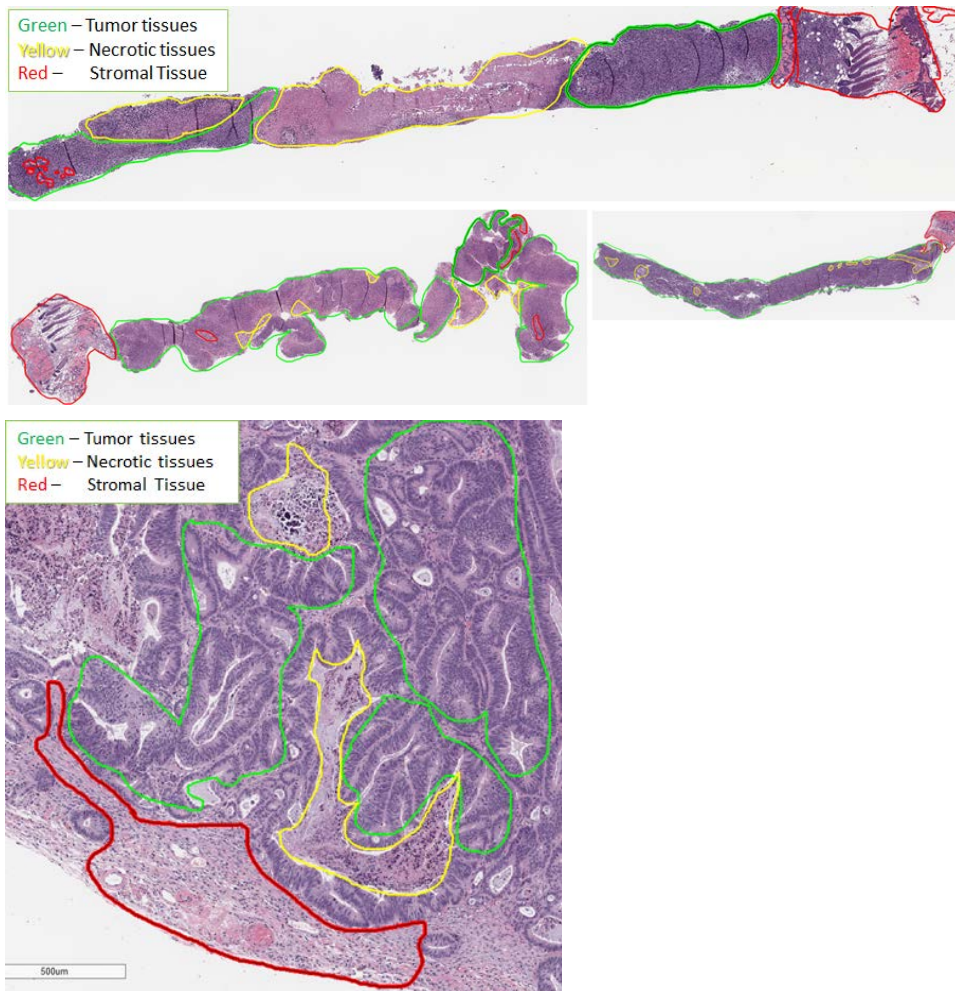 Green – Tumor tissues
Yellow – Necrotic tissues
Red – Stromal Tissue
Green – Tumor tissues
Yellow – Necrotic tissues
Red – Stromal Tissue
500um